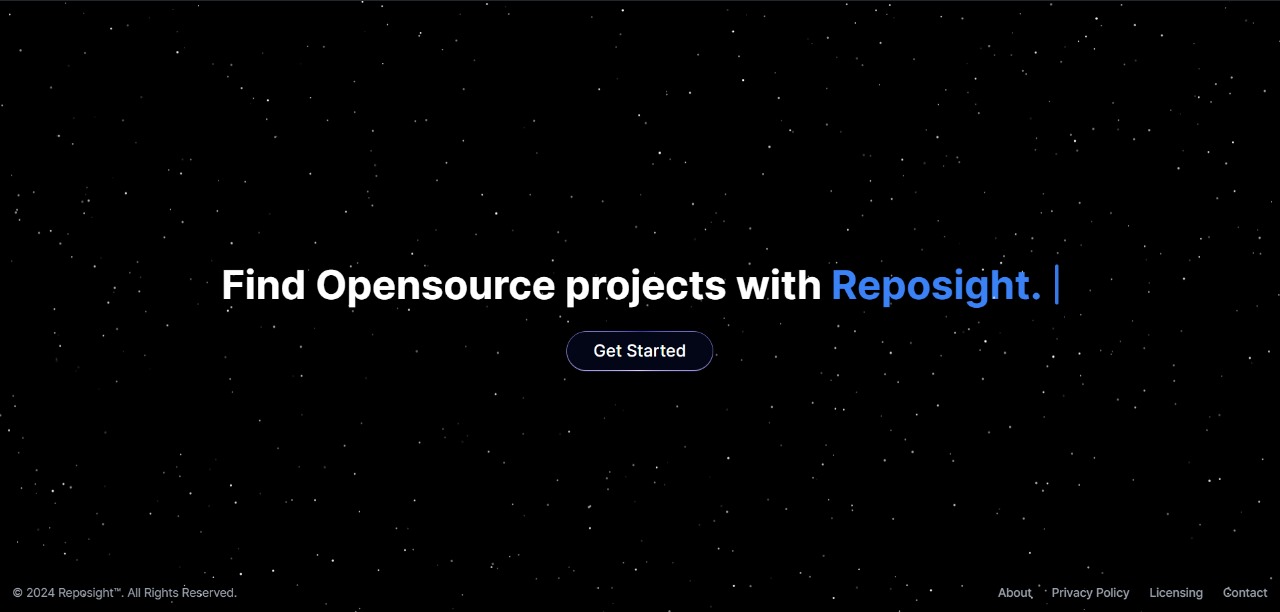 Find Opensource projects with Reposight.
Get Started
© 2024 Reposight™. All Rights Reserved.
About Privacy Policy Licensing Contact